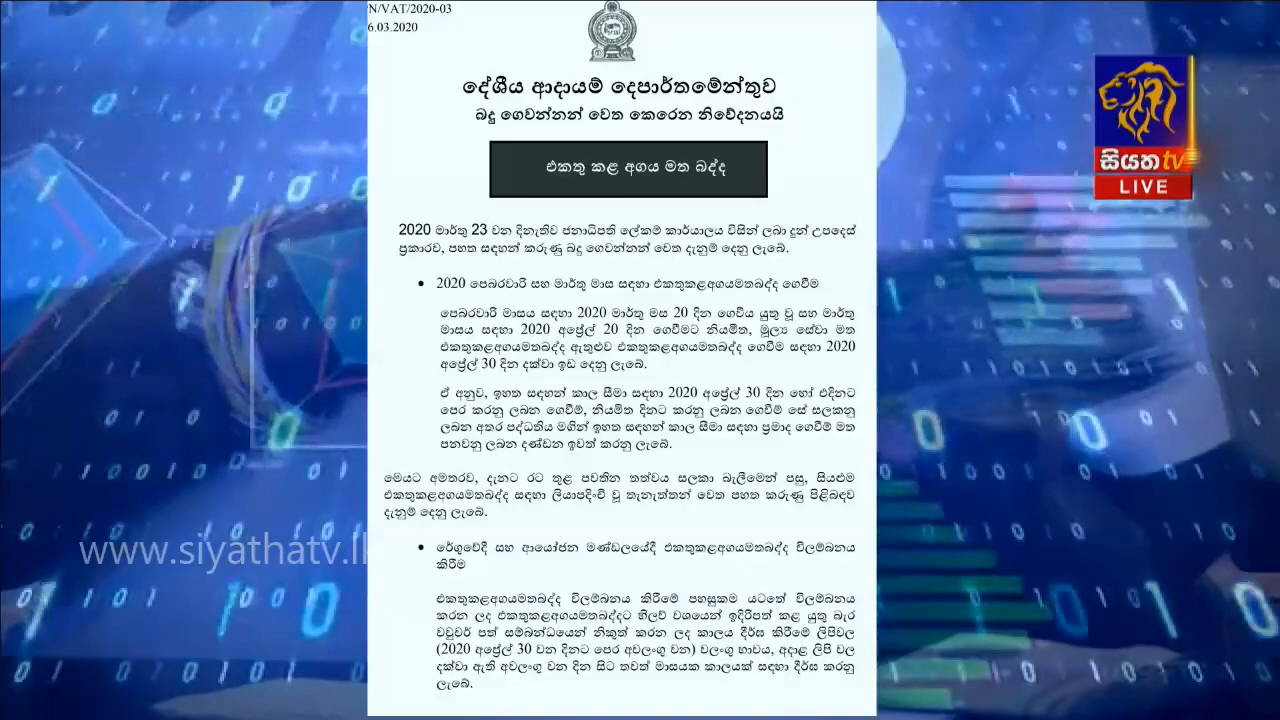 N/VAT/2020-03
6.03.2020
දේශීය ආදායම් දෙපාර්තමේන්තුව
බදු ගෙවන්නන් වෙත කෙරෙන නිවේදනයයි
එකතු කළ අගය මත බද්ද
2020 මාර්තු 23 වන දිනැතිව ජනාධිපති ලේකම් කාර්යාලය විසින් ලබා දුන් උපදෙස්
ප්‍රකාරව, පහත සඳහන් කරුණු බදු ගෙවන්නන් වෙත දැනුම් දෙනු ලැබේ.
• 2020 පෙබරවාරි සහ මාර්තු මාස සඳහා එකතුකළඅගයමතබද්ද ගෙවීම
පෙබරවාරි මාසය සඳහා 2020 මාර්තු මස 20 දින ගෙවිය යුතු වූ සහ මාර්තු
මාසය සඳහා 2020 අප්‍රේල් 20 දින ගෙවීමට නියමිත, මූල්‍ය සේවා මත
එකතුකළඅගයමතබද්ද ඇතුළුව එකතුකළඅගයමතබද්ද ගෙවීම සඳහා 2020
අප්‍රේල් 30 දින දක්වා ඉඩ දෙනු ලැබේ.
ඒ අනුව, ඉහත සඳහන් කාල සීමා සඳහා 2020 අප්‍රේල් 30 දින හෝ එදිනට
පෙර කරනු ලබන ගෙවීම්, නියමිත දිනට කරනු ලබන ගෙවීම් සේ සලකනු
ලබන අතර පද්ධතිය මගින් ඉහත සඳහන් කාල සීමා සඳහා ප්‍රමාද ගෙවීම් මත
පනවනු ලබන දණ්ඩන ඉවත් කරනු ලැබේ.
මෙයට අමතරව, දැනට රට තුළ පවතින තත්වය සලකා බැලීමෙන් පසු, සියළුම
එකතුකළඅගයමතබද්ද සඳහා ලියාපදිංචි වූ තැනැත්තන් වෙත පහත කරුණු පිළිබඳව
දැනුම් දෙනු ලැබේ.
• රේගුවේදී සහ ආයෝජන මණ්ඩලයේදී එකතුකළඅගයමතබද්ද විලම්බනය
කිරීම
එකතුකළඅගයමතබද්ද විලම්බනය කිරීමේ පහසුකම යටතේ විලම්බනය
කරන ලද එකතුකළඅගයමතබද්දට හිලව් වශයෙන් ඉදිරිපත් කළ යුතු බැර
වවුචර් පත් සම්බන්ධයෙන් නිකුත් කරන ලද කාලය දීර්ඝ කිරීමේ ලිපිවල
(2020 අප්‍රේල් 30 වන දිනට පෙර අවලංගු වන) වලංගු භාවය, අදාළ ලිපි වල
දක්වා ඇති අවලංගු වන දින සිට තවත් මාසයක කාලයක් සඳහා දීර්ඝ කරනු
ලැබේ.
සියත tv
LIVE
www.siyathatv.l